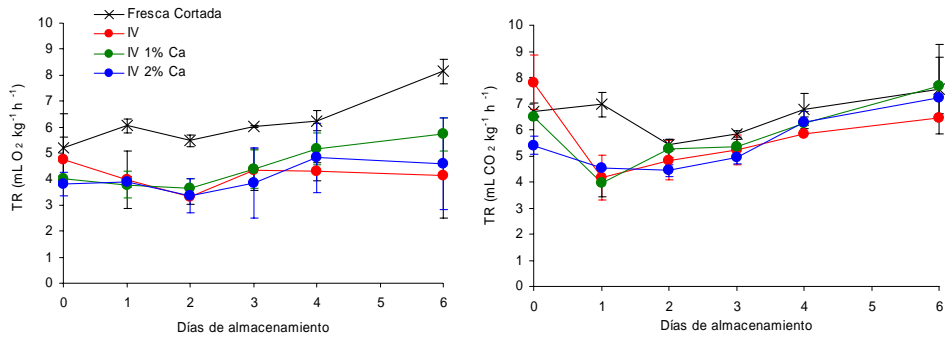 Fresca Cortada
IV
IV 1% Ca
IV 2% Ca
TR (mL O₂ kg⁻¹ h⁻¹)
10
9
8
7
6
5
4
3
2
1
0
0 1 2 3 4 5 6
Días de almacenamiento
TR (mL CO₂ kg⁻¹ h⁻¹)
10
9
8
7
6
5
4
3
2
1
0
0 1 2 3 4 5 6
Días de almacenamiento